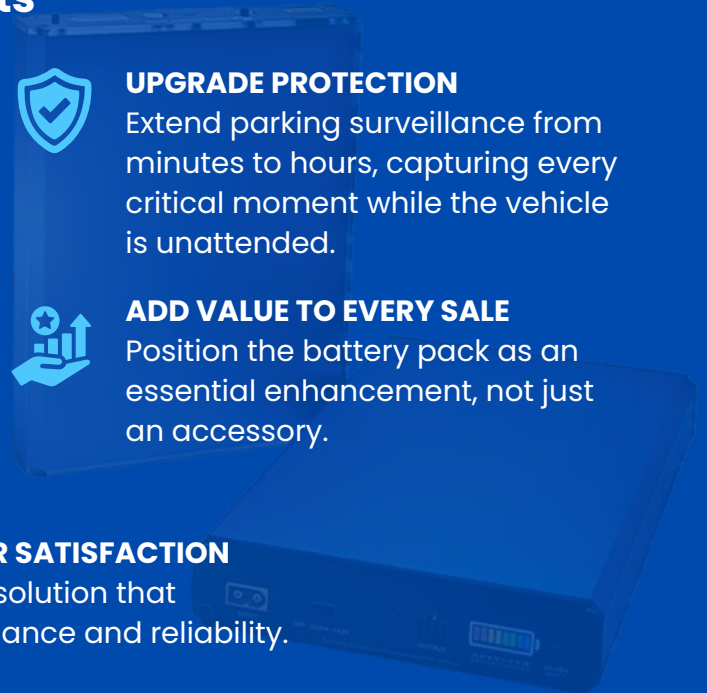 ts
UPGRADE PROTECTION
Extend parking surveillance from
minutes to hours, capturing every
critical moment while the vehicle
is unattended.
ADD VALUE TO EVERY SALE
Position the battery pack as an
essential enhancement, not just
an accessory.
R SATISFACTION
solution that
ance and reliability.
OUTPUT